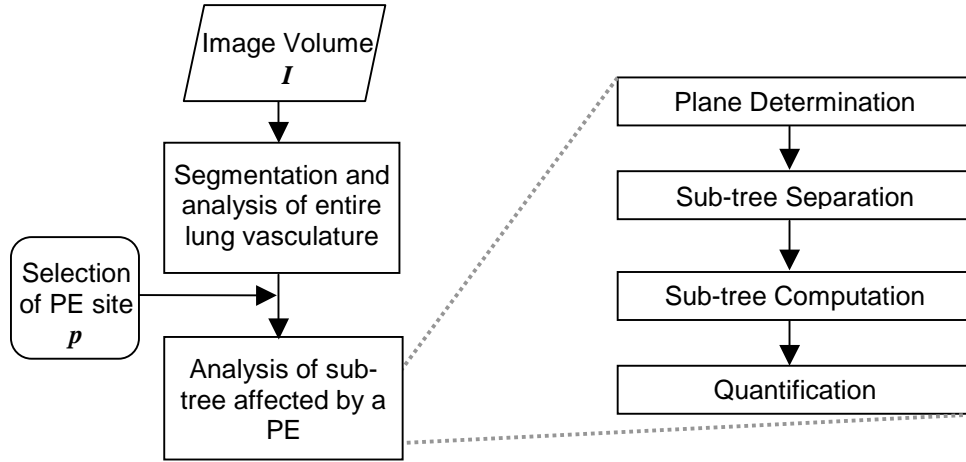 Image Volume
I
Segmentation and
analysis of entire
lung vasculature
Selection
of PE site
p
Analysis of sub-
tree affected by a
PE
Plane Determination
Sub-tree Separation
Sub-tree Computation
Quantification